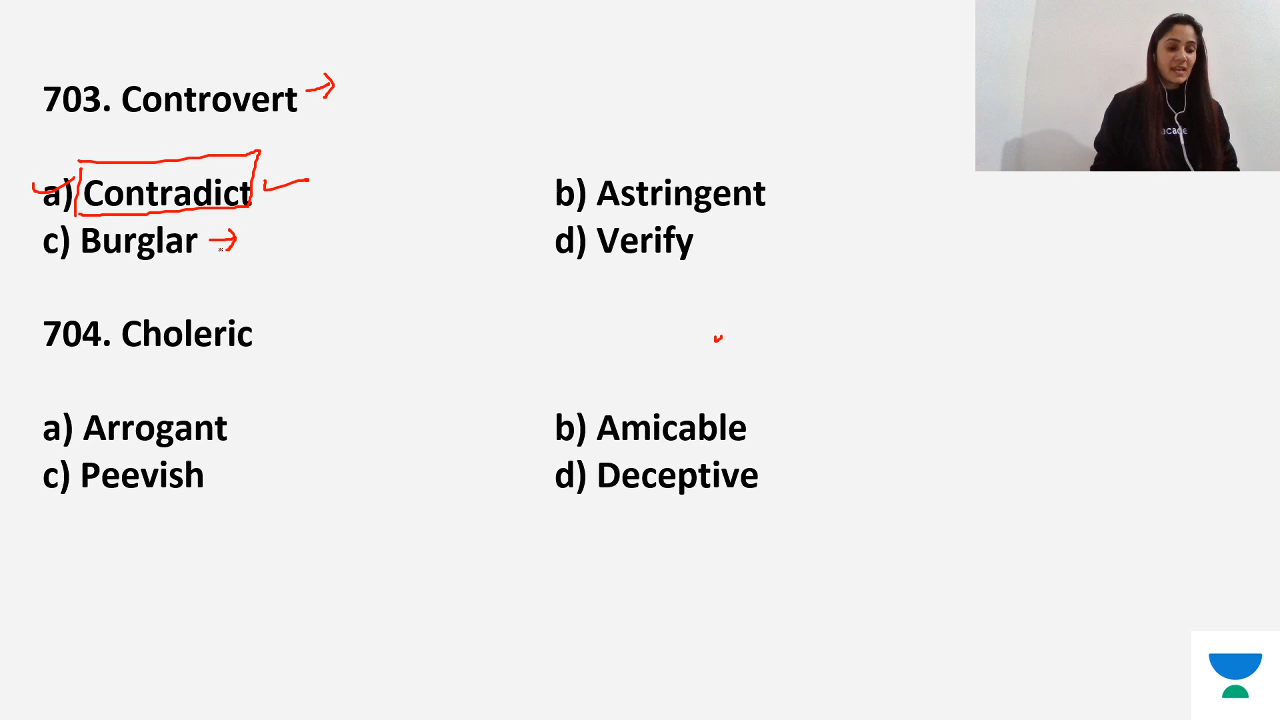 703. Controvert
a) Contradict b) Astringent
c) Burglar d) Verify
704. Choleric
a) Arrogant b) Amicable
c) Peevish d) Deceptive